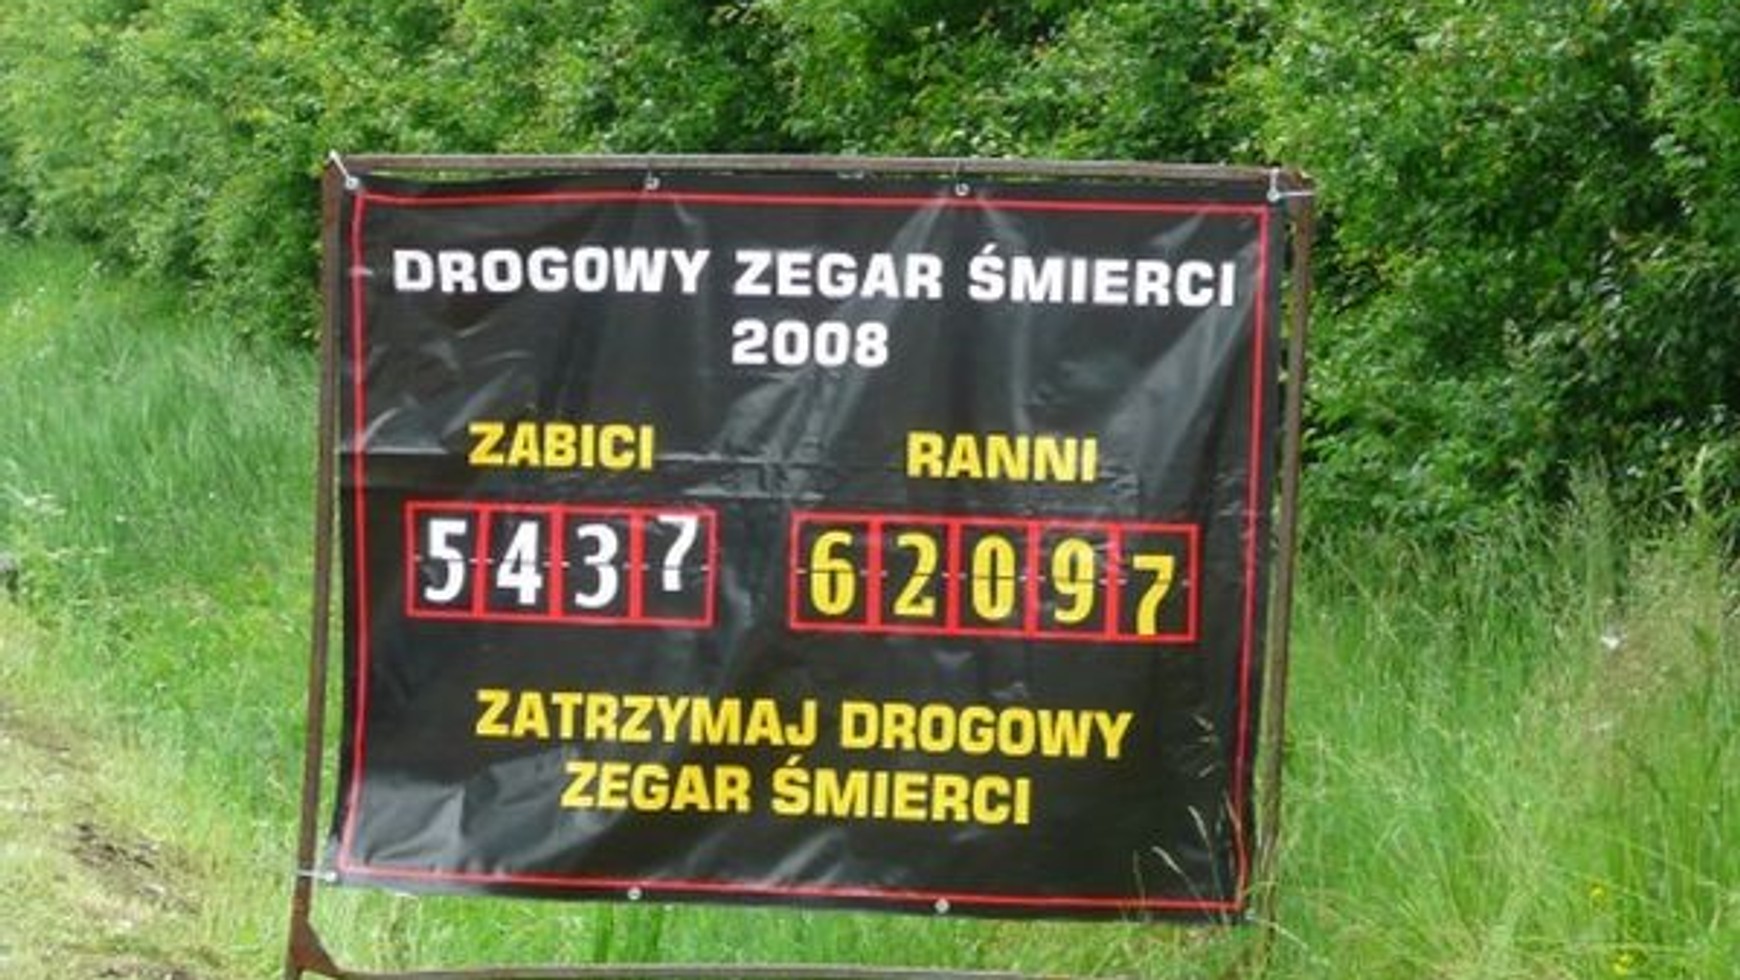 DROGOWY ZEGAR ŚMIERCI
2008
ZABICI RANNI
5437 62097
ZATRZYMAJ DROGOWY
ZEGAR ŚMIERCI